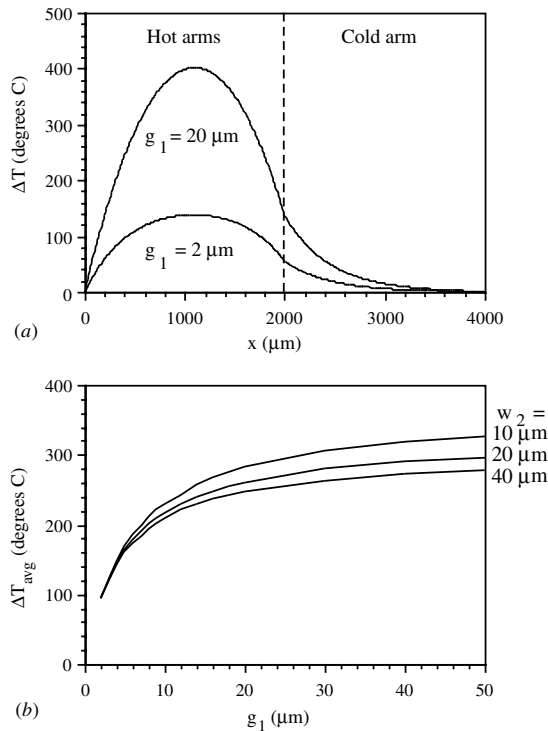 500
400
300
200
100
0
ΔT (degrees C)
Hot arms
Cold arm
g₁ = 20 μm
g₁ = 2 μm
0
1000
2000
3000
4000
(a)
x (μm)
400
300
200
100
0
ΔT_avg (degrees C)
w₂ =
10 μm
20 μm
40 μm
0
10
20
30
40
50
(b)
g₁ (μm)